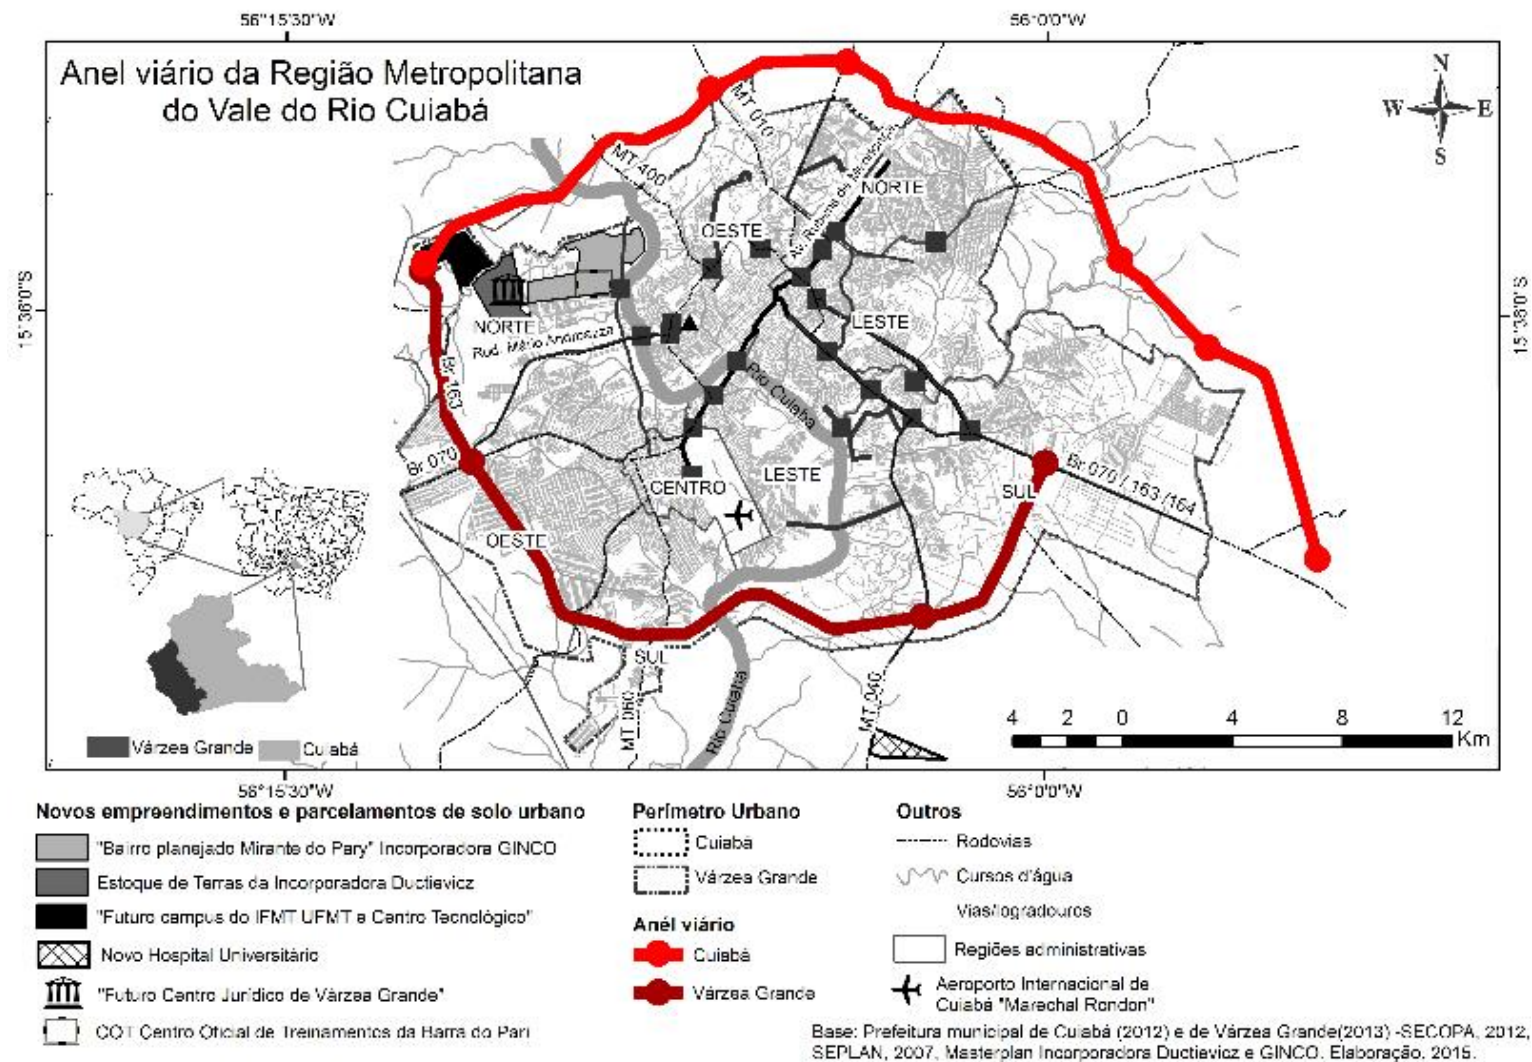 56°15'30"W
56°0'0"W
Anel viário da Região Metropolitana
do Vale do Rio Cuiabá
N
W E
S
MT 010
MT 400
NORTE
OESTE
15°36'0"S
15°38'0"S
NORTE
LESTE
Rod. Mário Andreazza
Br 163
Rio Cuiabá
Br 070
CENTRO
LESTE
SUL
Br 070 / 163 /164
OESTE
SUL
MT 060
Rio Cuiabá
MT 040
4 2 0 4 8 12
Km
Várzea Grande
Cuiabá
56°15'30"W
56°0'0"W
Novos empreendimentos e parcelamentos de solo urbano
"Bairro planejado Mirante do Pary" Incorporadora GINCO
Estoque de Terras da Incorporadora Ductievicz
"Futuro campus do IFMT UFMT e Centro Tecnológico"
Novo Hospital Universitário
"Futuro Centro Jurídico de Várzea Grande"
COT Centro Oficial de Treinamentos da Barra do Pari
Perímetro Urbano
Cuiabá
Várzea Grande
Anél viário
Cuiabá
Várzea Grande
Outros
Rodovias
Cursos d'água
Vias/logradouros
Regiões administrativas
Aeroporto Internacional de
Cuiabá "Marechal Rondon"
Base: Prefeitura municipal de Cuiabá (2012) e de Várzea Grande(2013) -SECOPA, 2012,
SEPLAN, 2007, Masterplan Incorporadora Ductievicz e GINCO. Elaboração, 2015.